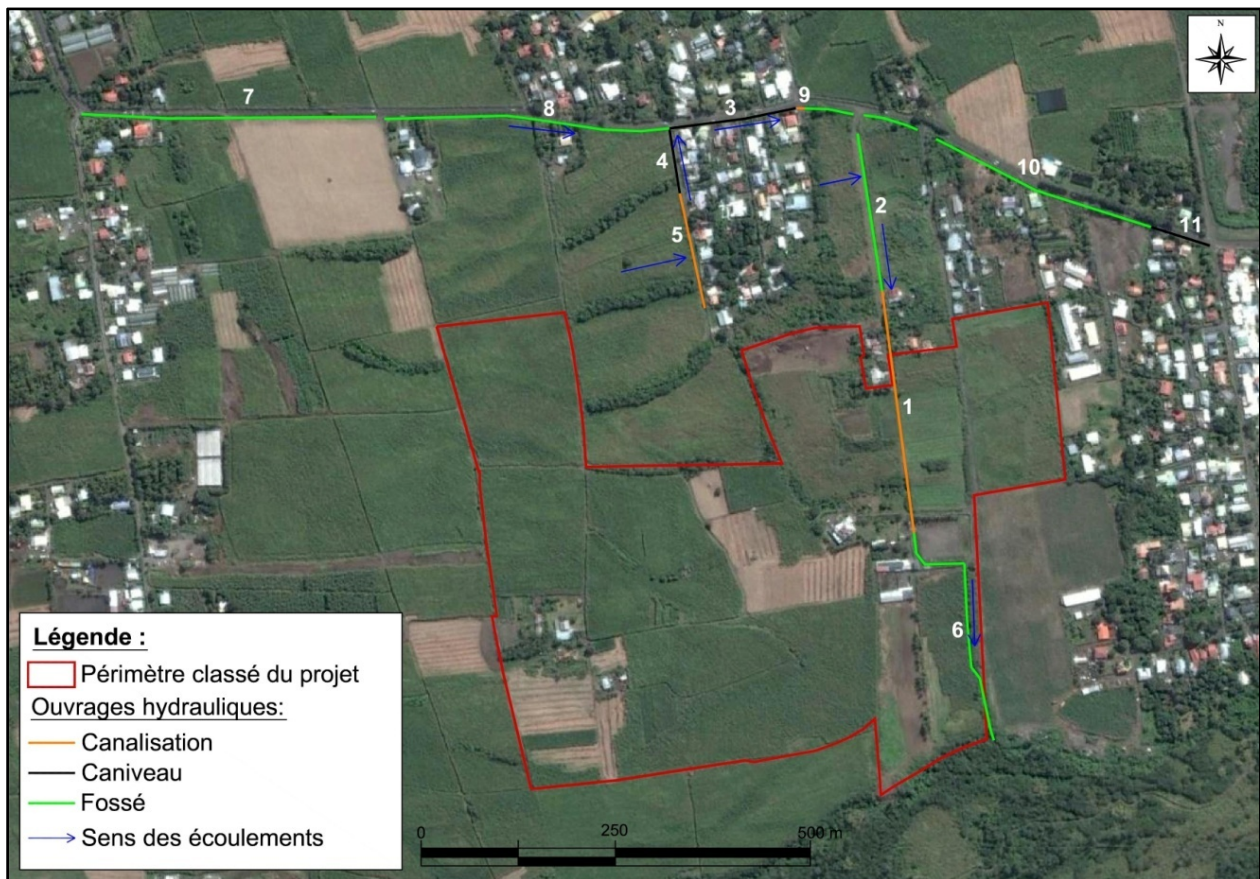 N
7
8
3
9
4
5
2
10
11
1
6
Légende :
Périmètre classé du projet
Ouvrages hydrauliques:
Canalisation
Caniveau
Fossé
Sens des écoulements
0 250 500 m